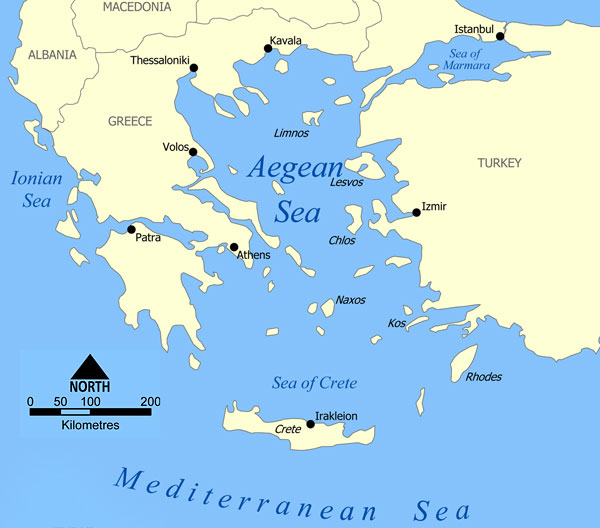 MACEDONIA
ALBANIA
Istanbul
Kavala
Sea of
Marmara
Thessaloniki
GREECE
Limnos
Volos
Aegean
Sea
Lesvos
TURKEY
Ionian
Sea
Izmir
Patra
Chlos
Athens
Naxos
Kos
Rhodes
NORTH
0 50 100 200
Kilometres
Sea of Crete
Irakleion
Crete
Mediterranean Sea